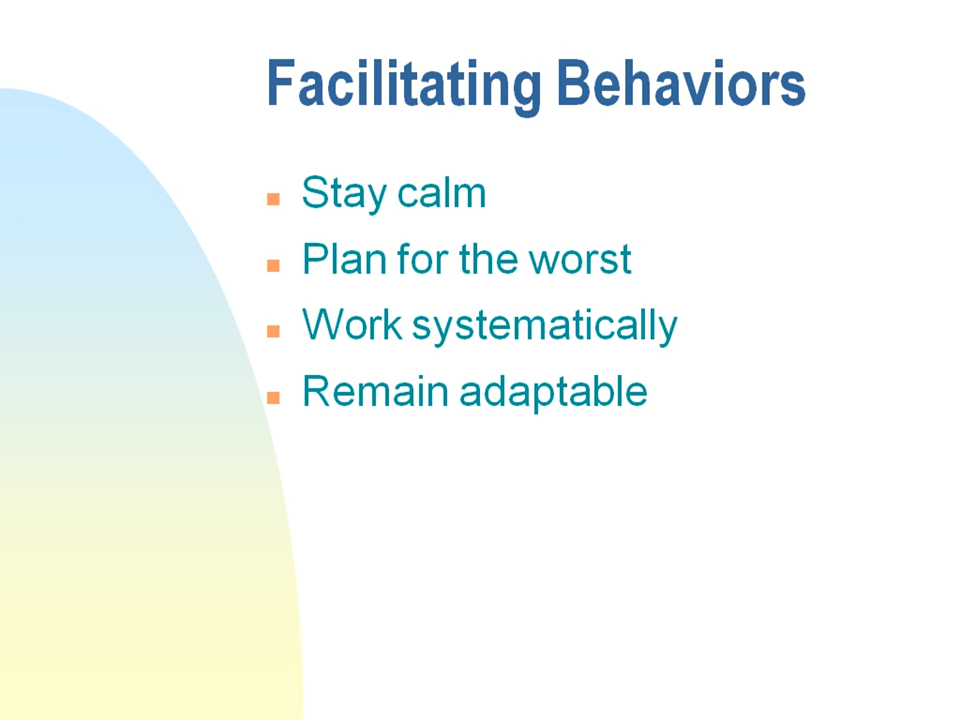 Facilitating Behaviors
Stay calm
Plan for the worst
Work systematically
Remain adaptable